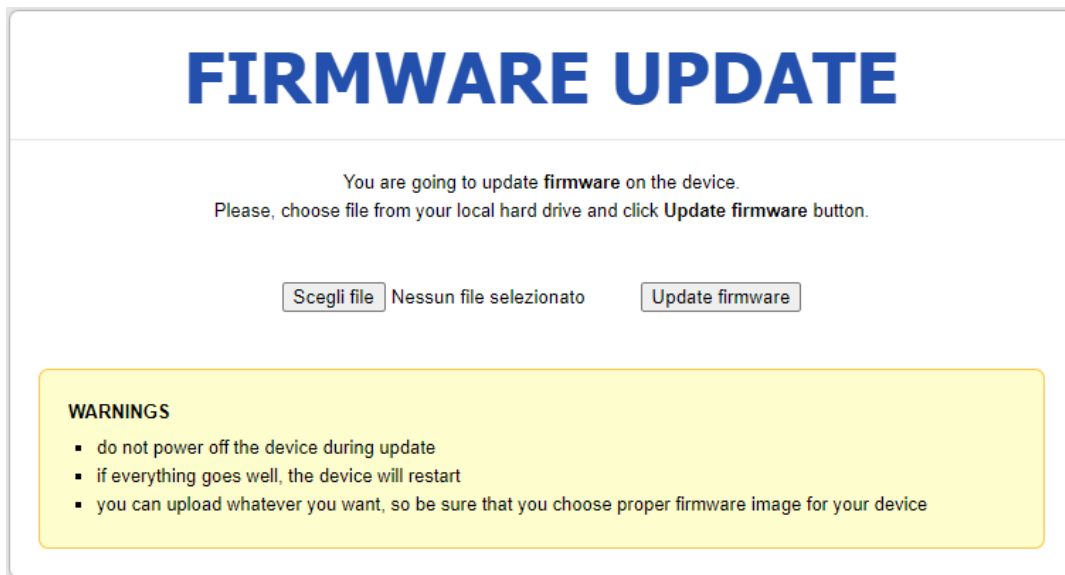 FIRMWARE UPDATE
You are going to update firmware on the device.
Please, choose file from your local hard drive and click Update firmware button.
Scegli file Nessun file selezionato Update firmware
WARNINGS
▪ do not power off the device during update
▪ if everything goes well, the device will restart
▪ you can upload whatever you want, so be sure that you choose proper firmware image for your device